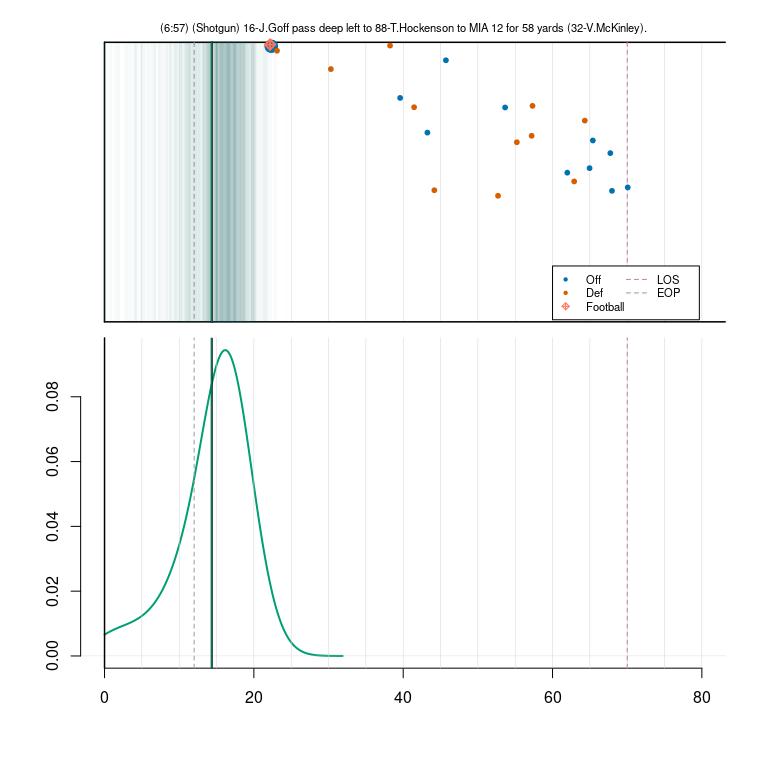 (6:57) (Shotgun) 16-J.Goff pass deep left to 88-T.Hockenson to MIA 12 for 58 yards (32-V.McKinley).
Off LOS
Def EOP
Football
0.08
0.06
0.04
0.02
0.00
0 20 40 60 80